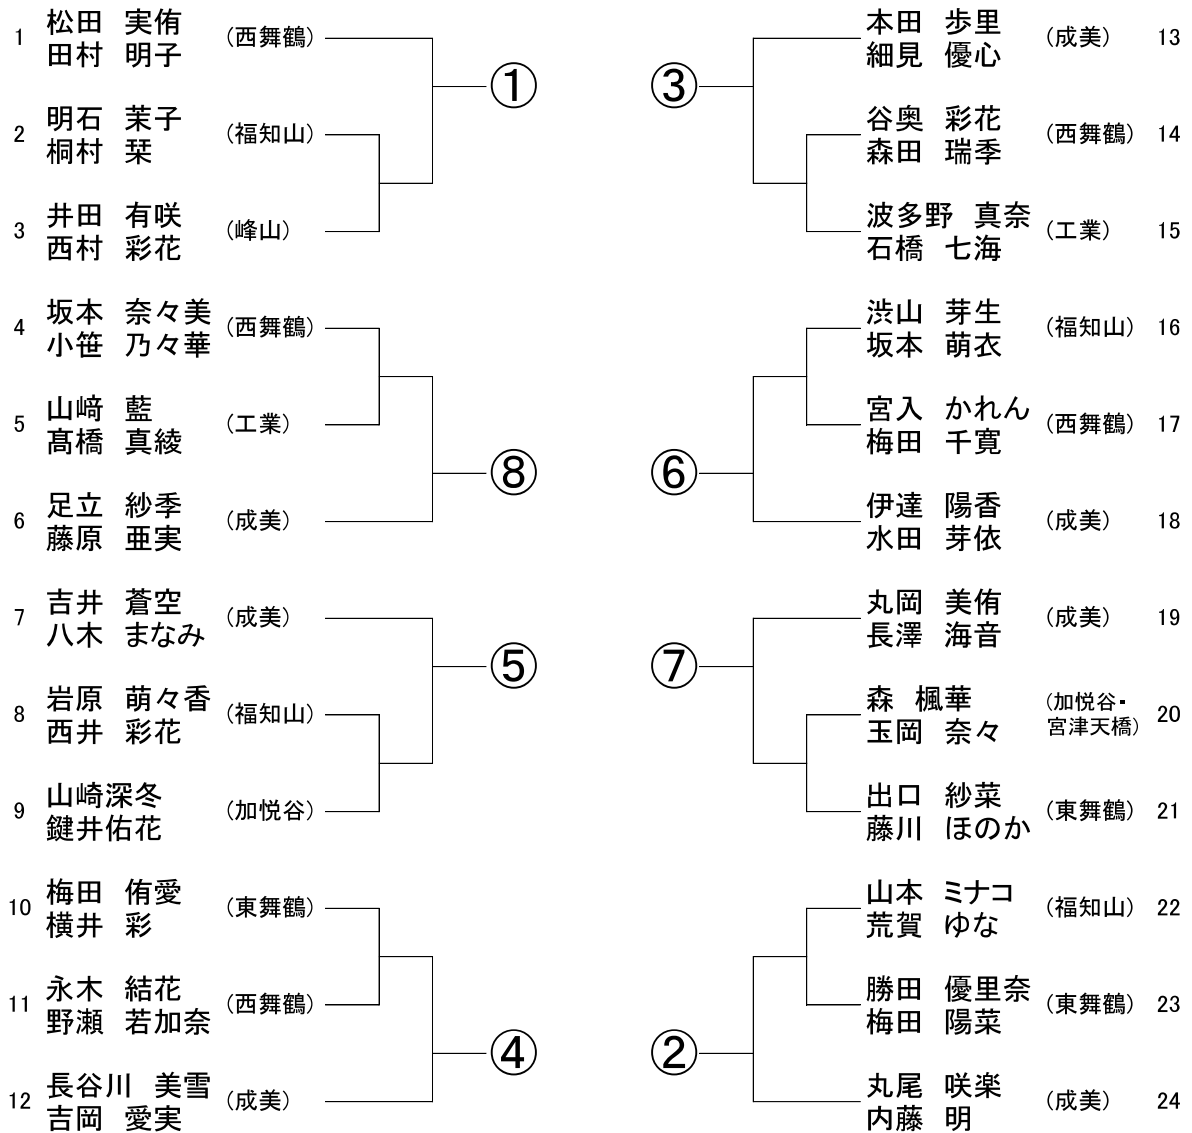 1 松田 実侑 (西舞鶴)
田村 明子
①
2 明石 茉子 (福知山)
桐村 栞
3 井田 有咲 (峰山)
西村 彩花
4 坂本 奈々美 (西舞鶴)
小笹 乃々華
5 山﨑 藍 (工業)
髙橋 真綾
⑧
6 足立 紗季 (成美)
藤原 亜実
7 吉井 蒼空 (成美)
八木 まなみ
⑤
8 岩原 萌々香 (福知山)
西井 彩花
9 山崎深冬 (加悦谷)
鍵井佑花
10 梅田 侑愛 (東舞鶴)
横井 彩
11 永木 結花 (西舞鶴)
野瀬 若加奈
④
12 長谷川 美雪 (成美)
吉岡 愛実
本田 歩里 (成美) 13
細見 優心
③
谷奥 彩花 (西舞鶴) 14
森田 瑞季
波多野 真奈 (工業) 15
石橋 七海
渋山 芽生 (福知山) 16
坂本 萌衣
宮入 かれん (西舞鶴) 17
梅田 千寛
⑥
伊達 陽香 (成美) 18
水田 芽依
丸岡 美侑 (成美) 19
長澤 海音
⑦
森 楓華 (加悦谷・
玉岡 奈々 宮津天橋) 20
出口 紗菜 (東舞鶴) 21
藤川 ほのか
山本 ミナコ (福知山) 22
荒賀 ゆな
勝田 優里奈 (東舞鶴) 23
梅田 陽菜
②
丸尾 咲楽 (成美) 24
内藤 明